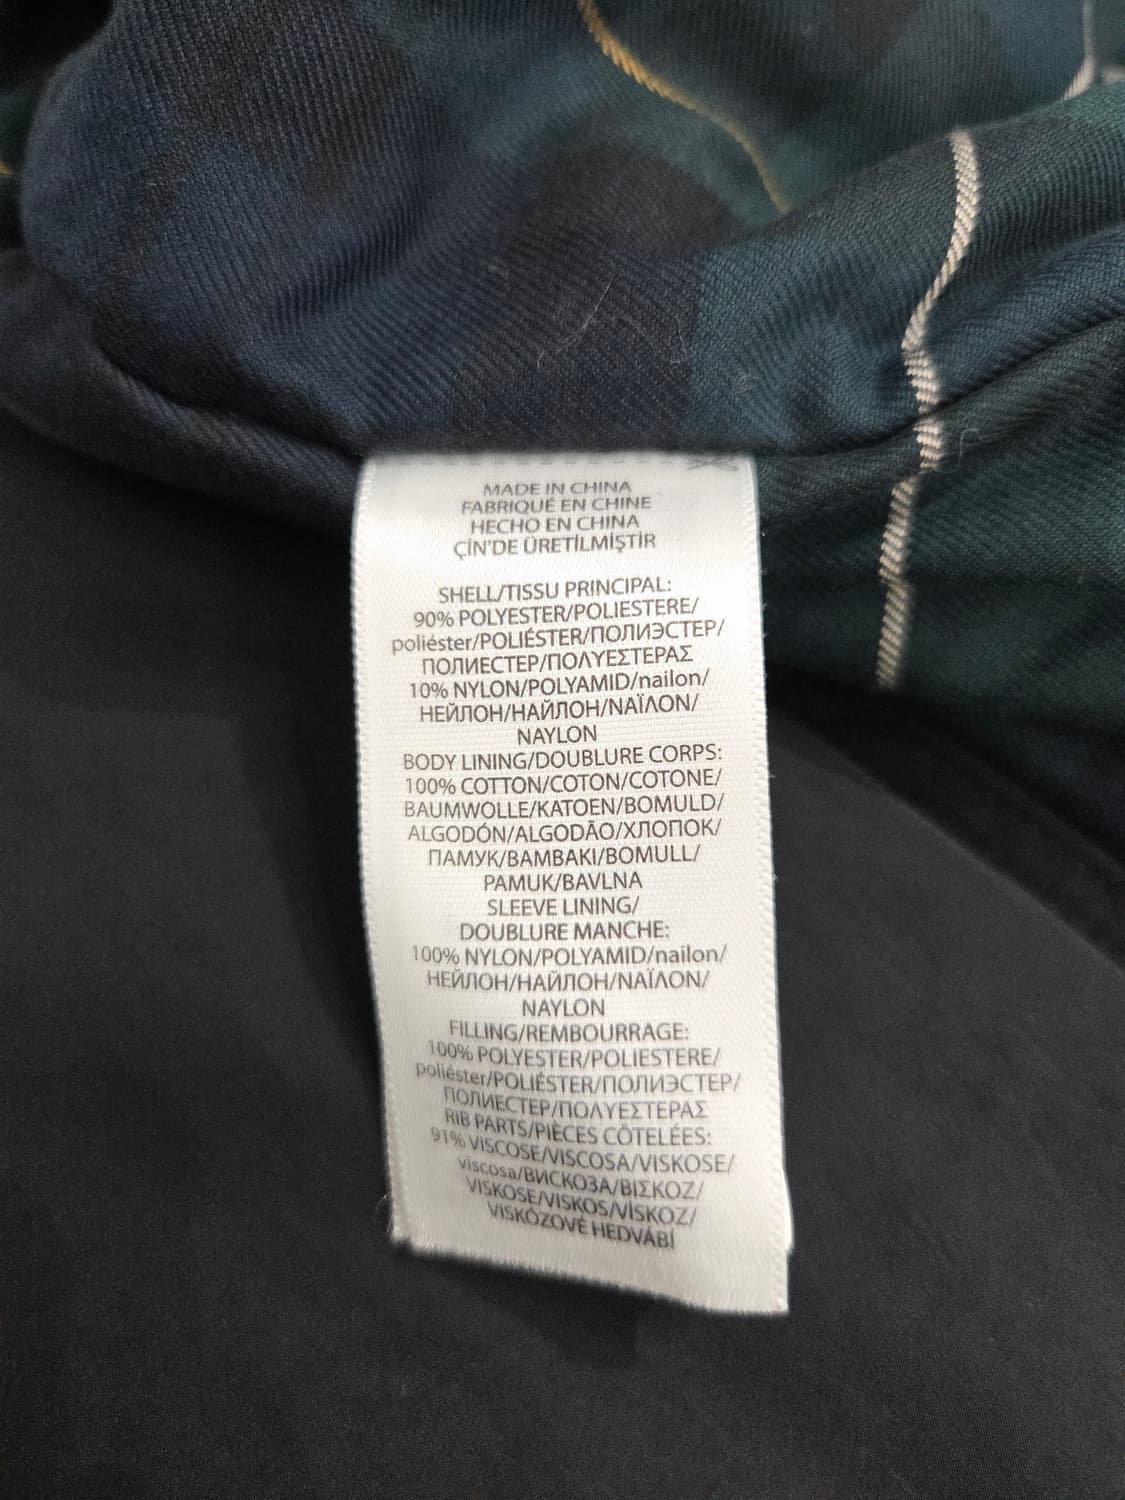 MADE IN CHINA
FABRIQUÉ EN CHINE
HECHO EN CHINA
ÇİN'DE ÜRETİLMİŞTİR
SHELL/TISSU PRINCIPAL:
90% POLYESTER/POLIESTERE/
poliéster/POLIÉSTER/ПОЛИЭСТЕР/
ПОЛИЕСТЕР/ΠΟΛΥΕΣΤΕΡΑΣ
10% NYLON/POLYAMID/nailon/
НЕЙЛОН/НАЙЛОН/ΝΑΪΛΟΝ/
NAYLON
BODY LINING/DOUBLURE CORPS:
100% COTTON/COTON/COTONE/
BAUMWOLLE/KATOEN/BOMULD/
ALGODÓN/ALGODÃO/ХЛОПОК/
ПАМУК/ΒΑΜΒΑΚΙ/BOMULL/
PAMUK/BAVLNA
SLEEVE LINING/
DOUBLURE MANCHE:
100% NYLON/POLYAMID/nailon/
НЕЙЛОН/НАЙЛОН/ΝΑΪΛΟΝ/
NAYLON
FILLING/REMBOURRAGE:
100% POLYESTER/POLIESTERE/
poliéster/POLIÉSTER/ПОЛИЭСТЕР/
ПОЛИЕСТЕР/ΠΟΛΥΕΣΤΕΡΑΣ
RIB PARTS/PIÈCES CÔTELÉES:
91% VISCOSE/VISCOSA/VISKOSE/
viscosa/ВИСКОЗА/ΒΙΣΚΟΖ/
VISKOSE/VISKOS/VİSKOZ/
VISKÓZOVÉ HEDVÁBÍ